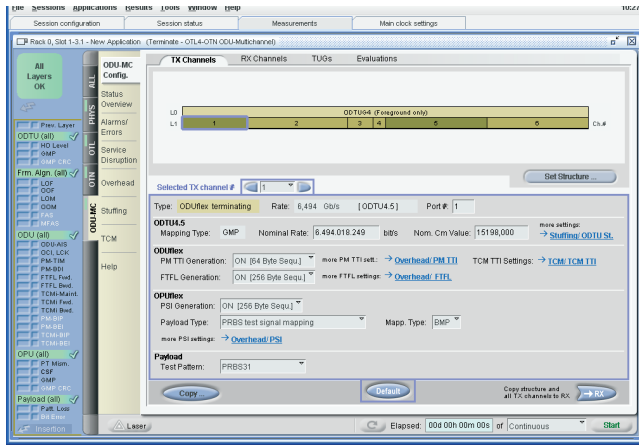 File Sessions Applications Results Tools Window Help
10:27
Session configuration Session status Measurements Main clock settings
Rack 0, Slot 1-3.1 - New Application (Terminate - OTL4-OTN ODU-Multichannel)
All
Layers
OK
Prev. Layer
ODTU (all)
HO Level
GMP
GMP CRC
Frm. Algn. (all)
LOF
OOF
LOM
OOM
FAS
MFAS
ODU (all)
ODU-AIS
OCI, LCK
PM-TIM
PM-BDI
FTFL Fwd.
FTFL Bwd.
TCMi-Maint.
TCMi Fwd.
TCMi Bwd.
PM-BIP
PM-BEI
TCMi-BIP
TCMi-BEI
OPU (all)
PT Mism.
CSF
GMP
GMP CRC
Payload (all)
Patt. Loss
Bit Error
Insertion
ALL
PHYS
OTL
OTN
ODU-MC
ODU-MC
Config.
Status
Overview
Alarms/
Errors
Service
Disruption
Overhead
Stuffing
TCM
Help
TX Channels RX Channels TUGs Evaluations
L0 ODTUG4 (Foreground only)
L1 1 2 3 4 5 6 Ch.#
Set Structure ...
Selected TX channel # 1
Type: ODUflex terminating Rate: 6,494 Gb/s [ODTU4.5] Port #: 1
ODTU4.5
more settings:
Mapping Type: GMP Nominal Rate: 6.494.018.249 bit/s Nom. Cm Value: 15198,000 → Stuffing/ ODTU St.
ODUflex
PM TTI Generation: ON [64 Byte Sequ.] more PM TTI sett.: → Overhead/ PM TTI TCM TTI Settings: → TCM/ TCM TTI
FTFL Generation: ON [256 Byte Sequ.] more FTFL settings: → Overhead/ FTFL
OPUflex
PSI Generation: ON [256 Byte Sequ.]
Payload Type: PRBS test signal mapping Mapp. Type: BMP
more PSI settings: → Overhead/ PSI
Payload
Test Pattern: PRBS31
Copy ... Default Copy structure and
all TX channels to RX: → RX
Laser Elapsed: 00d 00h 00m 00s of Continuous Start